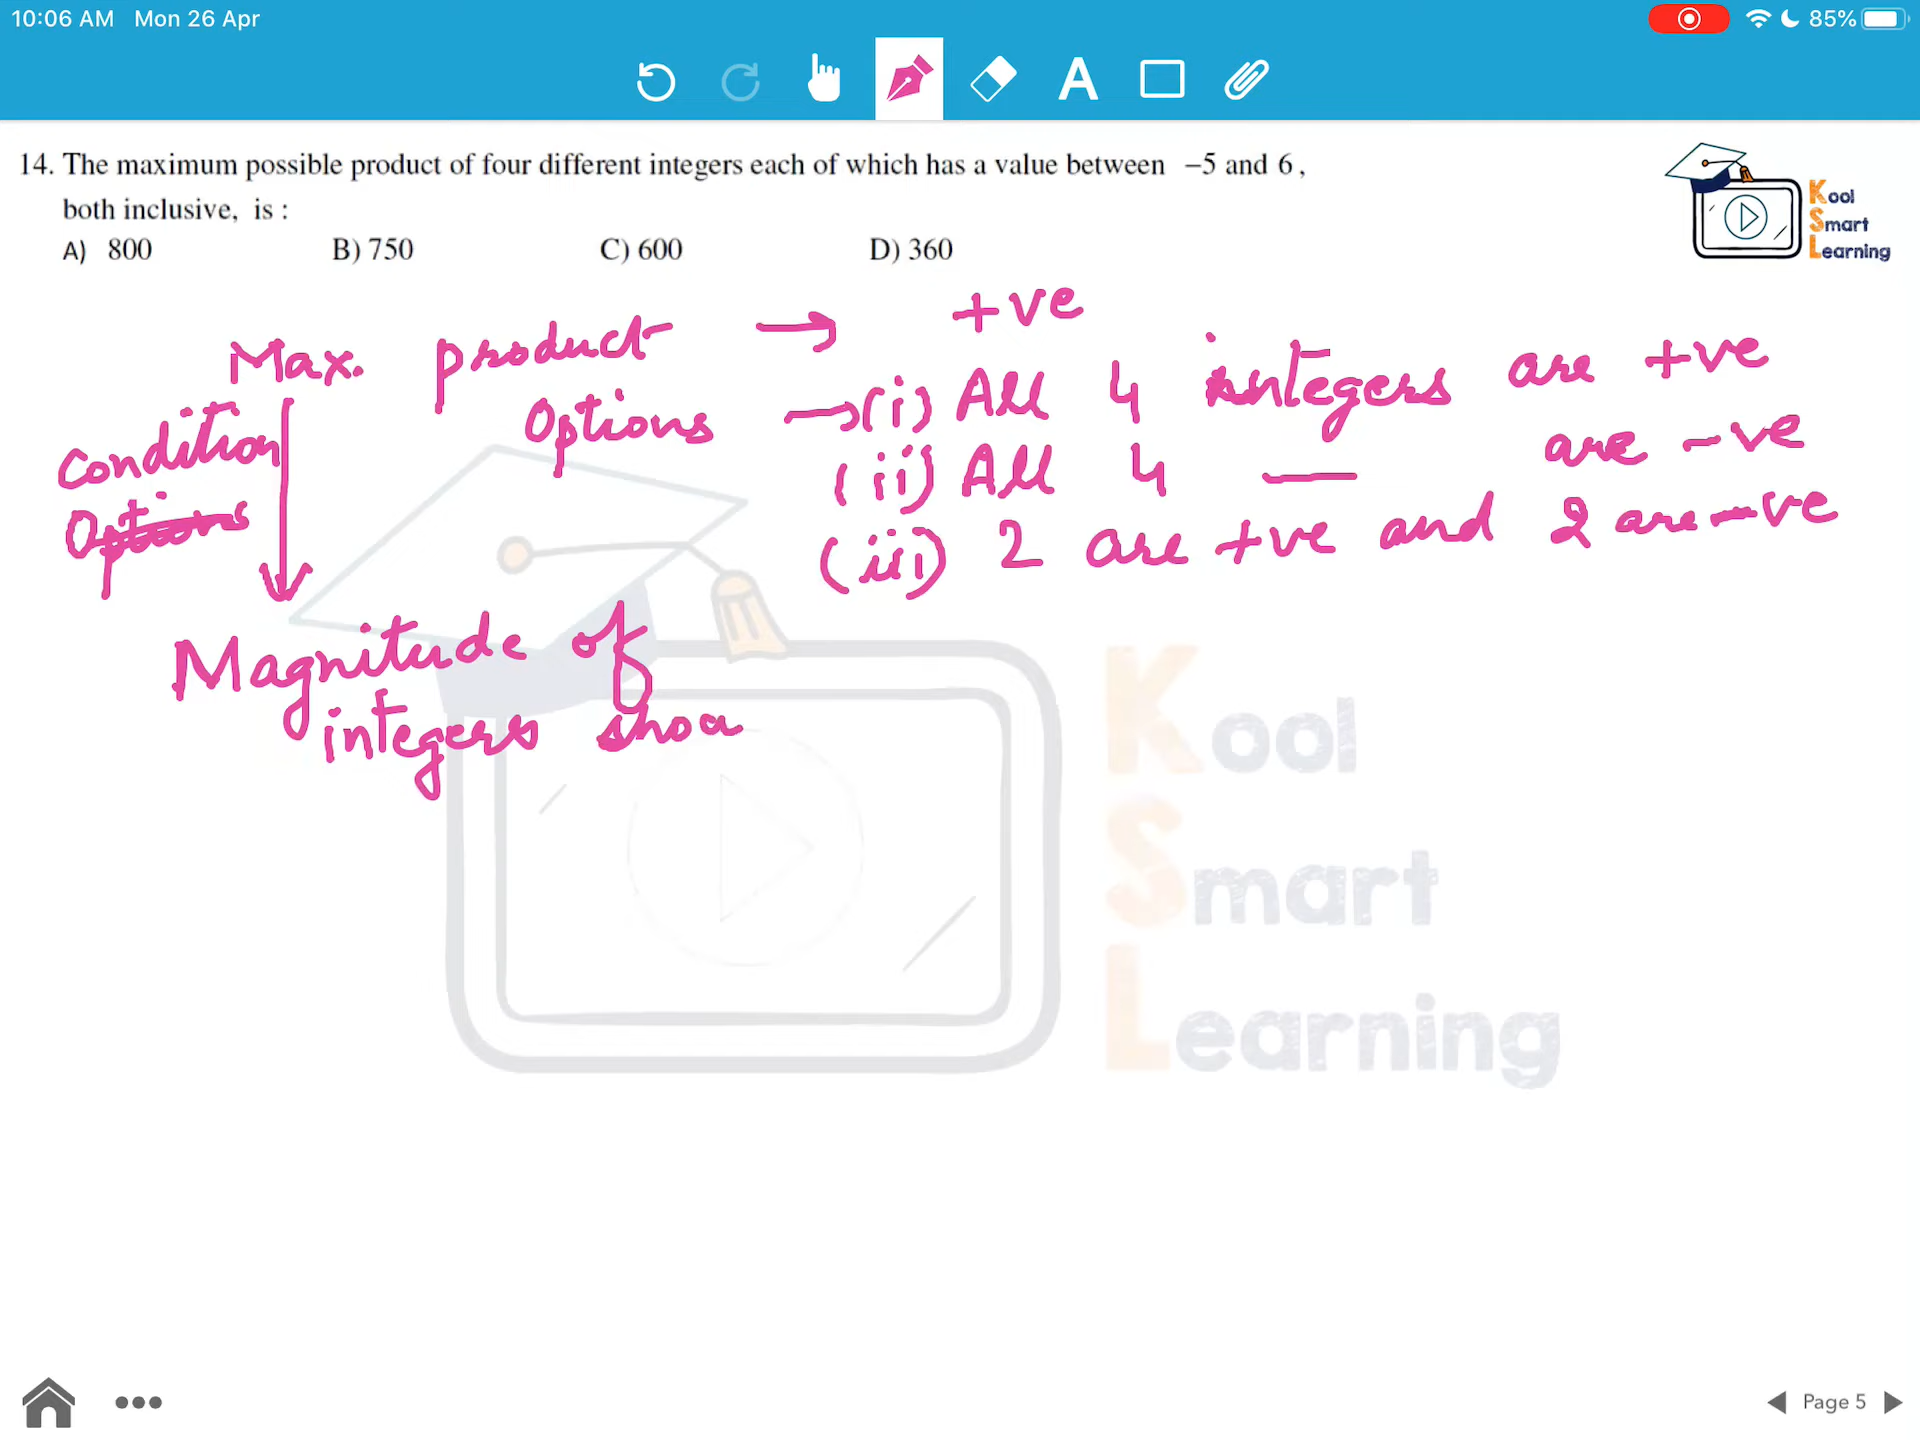 10:06 AM Mon 26 Apr
85%
A
14. The maximum possible product of four different integers each of which has a value between −5 and 6,
both inclusive, is :
A) 800 B) 750 C) 600 D) 360
Kool
Smart
Learning
Max. product → +ve
Options → (i) All 4 integers are +ve
(ii) All 4 — are -ve
(iii) 2 are +ve and 2 are -ve
Condition
Options
Magnitude of
integers shou
Kool
Smart
Learning
Page 5